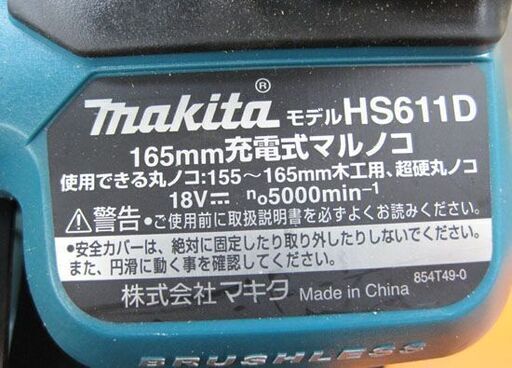 makita® モデルHS611D
165mm充電式マルノコ
使用できる丸ノコ:155～165mm木工用、超硬丸ノコ
18V⎓ n₀5000min⁻¹
⚠警告 •ご使用前に取扱説明書を必ずよくお読みください。
•安全カバーは、絶対に固定したり取り外したりしないでください。
また、円滑に動く事を確認してください。 854T49-0
株式会社マキタ Made in China
BRUSHLESS